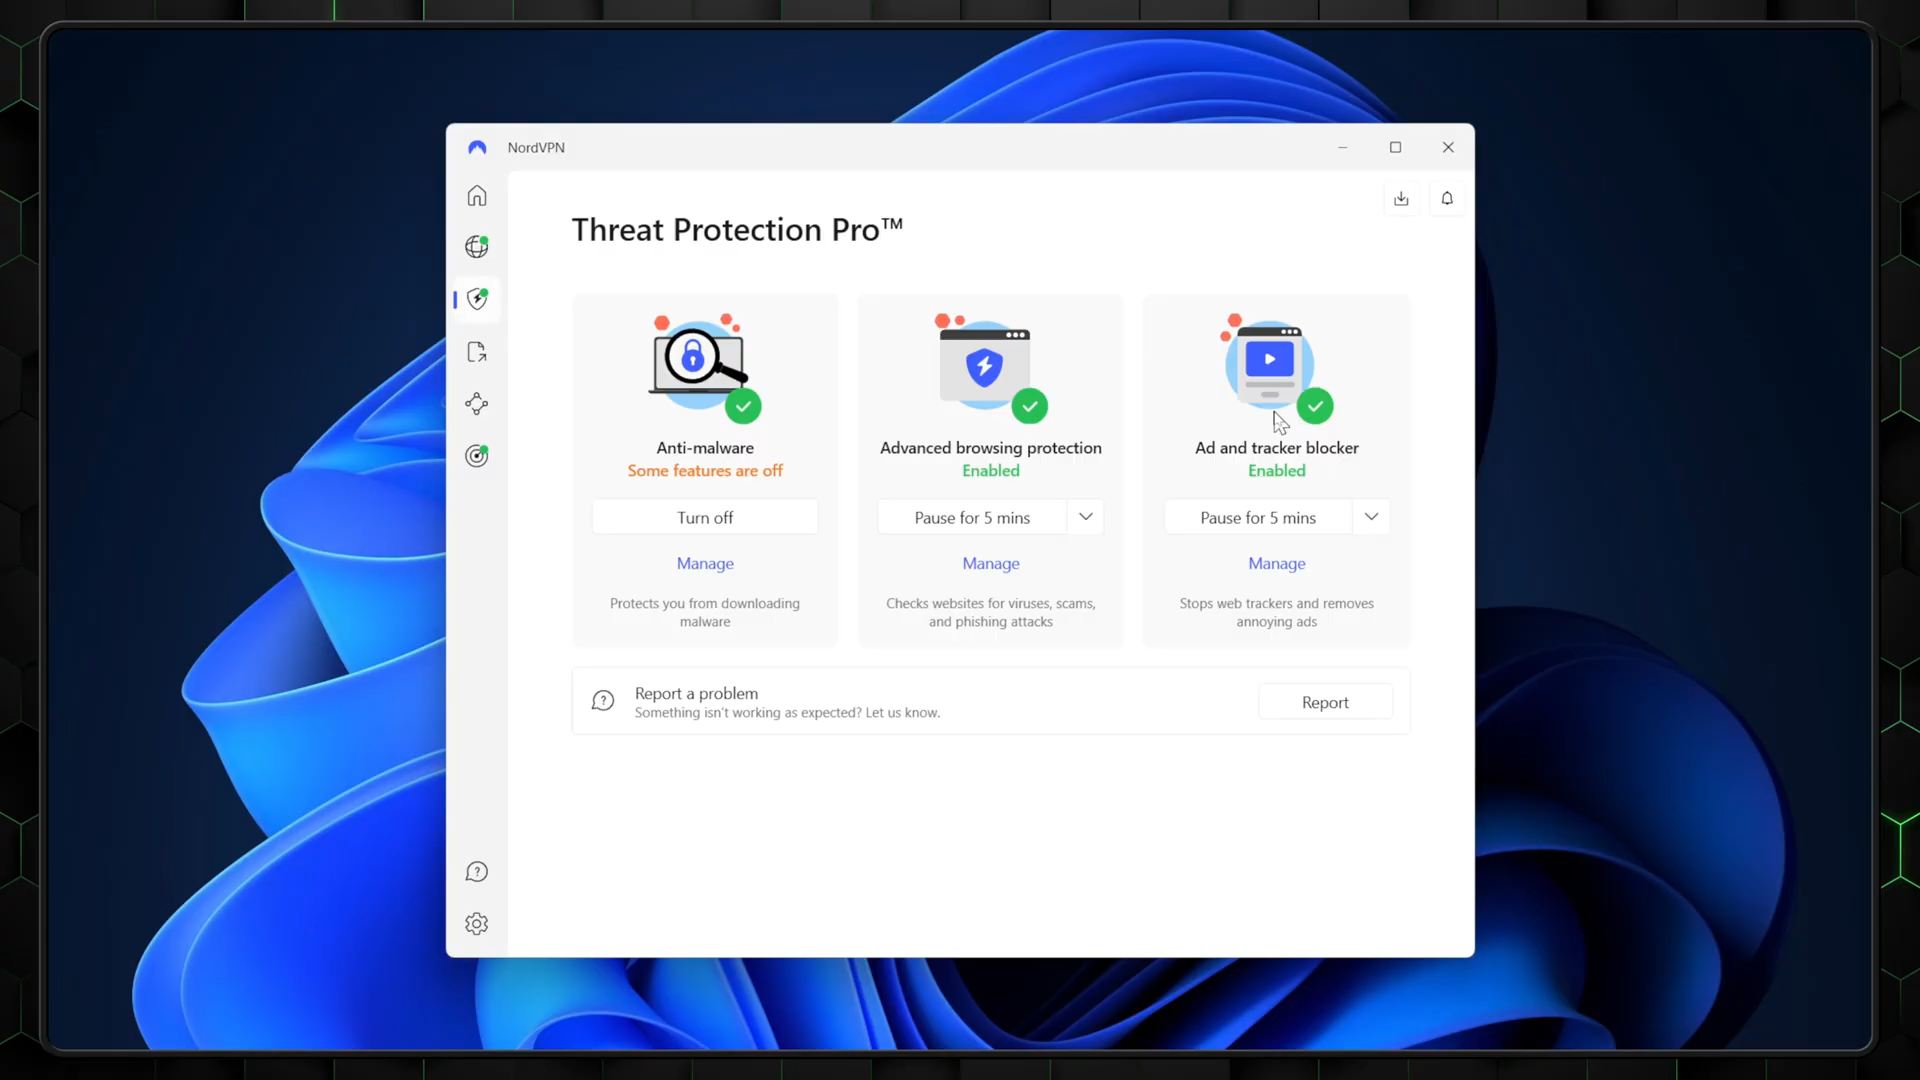 NordVPN
Threat Protection Pro™
Anti-malware
Some features are off
Turn off
Manage
Protects you from downloading
malware
Advanced browsing protection
Enabled
Pause for 5 mins
Manage
Checks websites for viruses, scams,
and phishing attacks
Ad and tracker blocker
Enabled
Pause for 5 mins
Manage
Stops web trackers and removes
annoying ads
Report a problem
Something isn't working as expected? Let us know.
Report